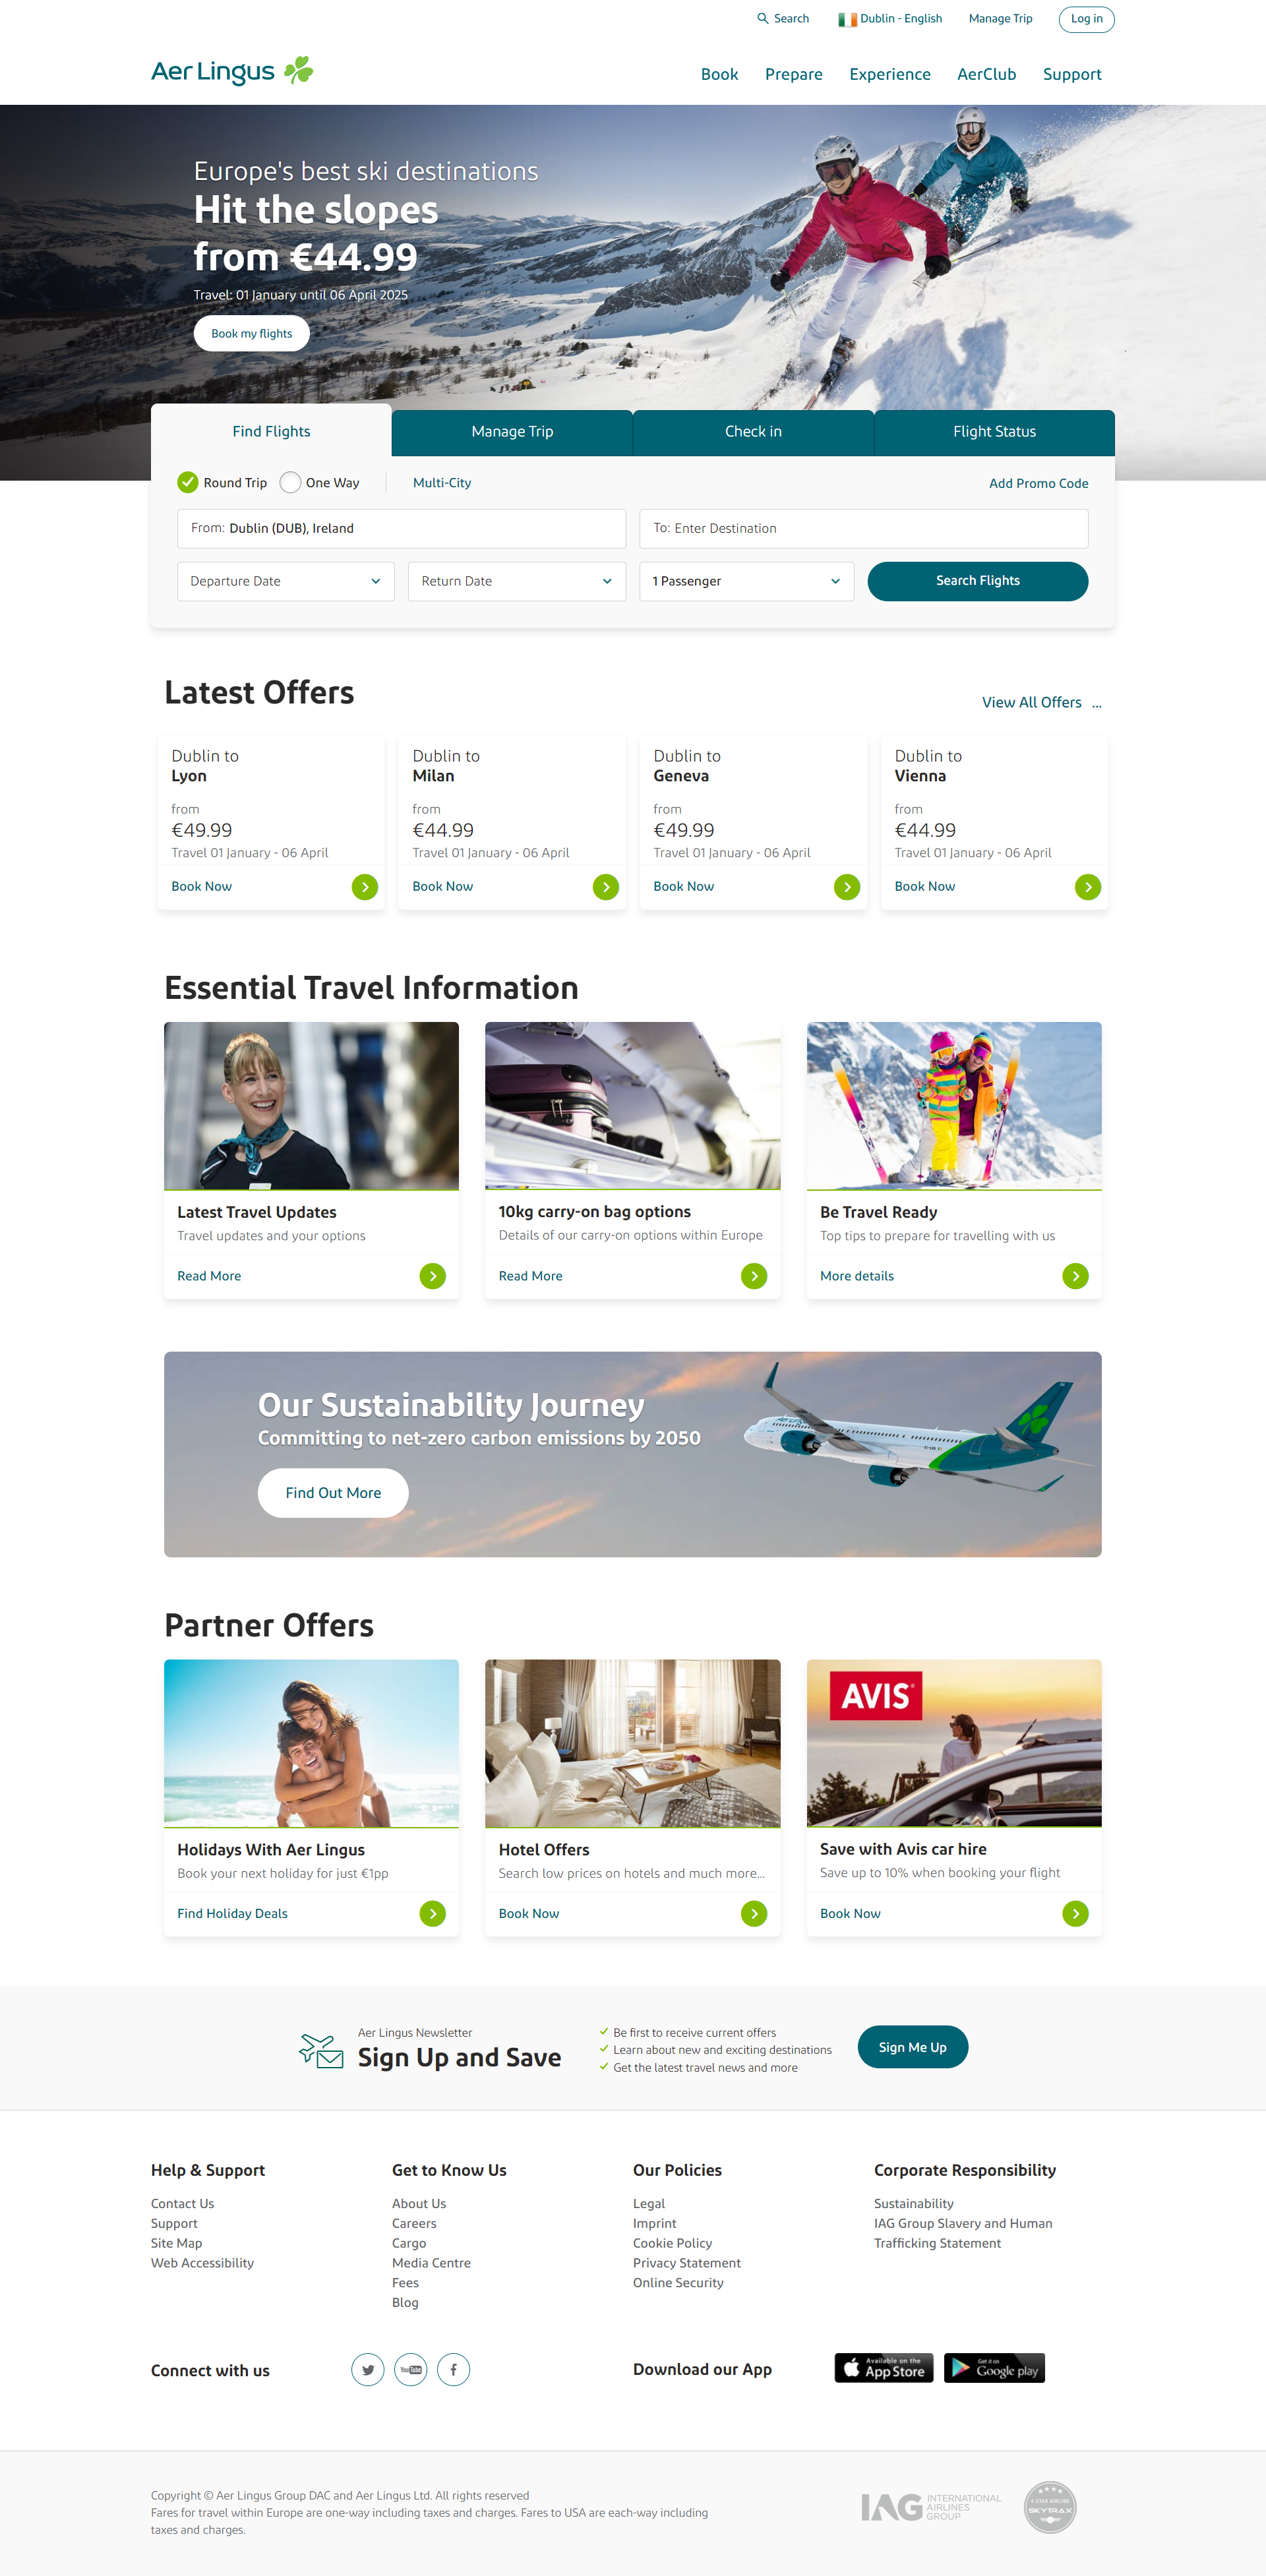 Search
Dublin - English
Manage Trip
Log in
Aer Lingus
Book
Prepare
Experience
AerClub
Support
Europe's best ski destinations
Hit the slopes
from €44.99
Travel: 01 January until 06 April 2025
Book my flights
Find Flights
Manage Trip
Check in
Flight Status
Round Trip
One Way
Multi-City
Add Promo Code
From: Dublin (DUB), Ireland
To: Enter Destination
Departure Date
Return Date
1 Passenger
Search Flights
Latest Offers
View All Offers ...
Dublin to
Lyon
from
€49.99
Travel 01 January - 06 April
Book Now
Dublin to
Milan
from
€44.99
Travel 01 January - 06 April
Book Now
Dublin to
Geneva
from
€49.99
Travel 01 January - 06 April
Book Now
Dublin to
Vienna
from
€44.99
Travel 01 January - 06 April
Book Now
Essential Travel Information
Latest Travel Updates
Travel updates and your options
Read More
10kg carry-on bag options
Details of our carry-on options within Europe
Read More
Be Travel Ready
Top tips to prepare for travelling with us
More details
Our Sustainability Journey
Committing to net-zero carbon emissions by 2050
Find Out More
Partner Offers
Holidays With Aer Lingus
Book your next holiday for just €1pp
Find Holiday Deals
Hotel Offers
Search low prices on hotels and much more...
Book Now
AVIS
Save with Avis car hire
Save up to 10% when booking your flight
Book Now
Aer Lingus Newsletter
Sign Up and Save
Be first to receive current offers
Learn about new and exciting destinations
Get the latest travel news and more
Sign Me Up
Help & Support
Contact Us
Support
Site Map
Web Accessibility
Get to Know Us
About Us
Careers
Cargo
Media Centre
Fees
Blog
Our Policies
Legal
Imprint
Cookie Policy
Privacy Statement
Online Security
Corporate Responsibility
Sustainability
IAG Group Slavery and Human
Trafficking Statement
Connect with us
YouTube
Download our App
Available on the
App Store
Get it on
Google play
Copyright © Aer Lingus Group DAC and Aer Lingus Ltd. All rights reserved
Fares for travel within Europe are one-way including taxes and charges. Fares to USA are each-way including
taxes and charges.
IAG
INTERNATIONAL
AIRLINES
GROUP
4 STAR AIRLINE
SKYTRAX